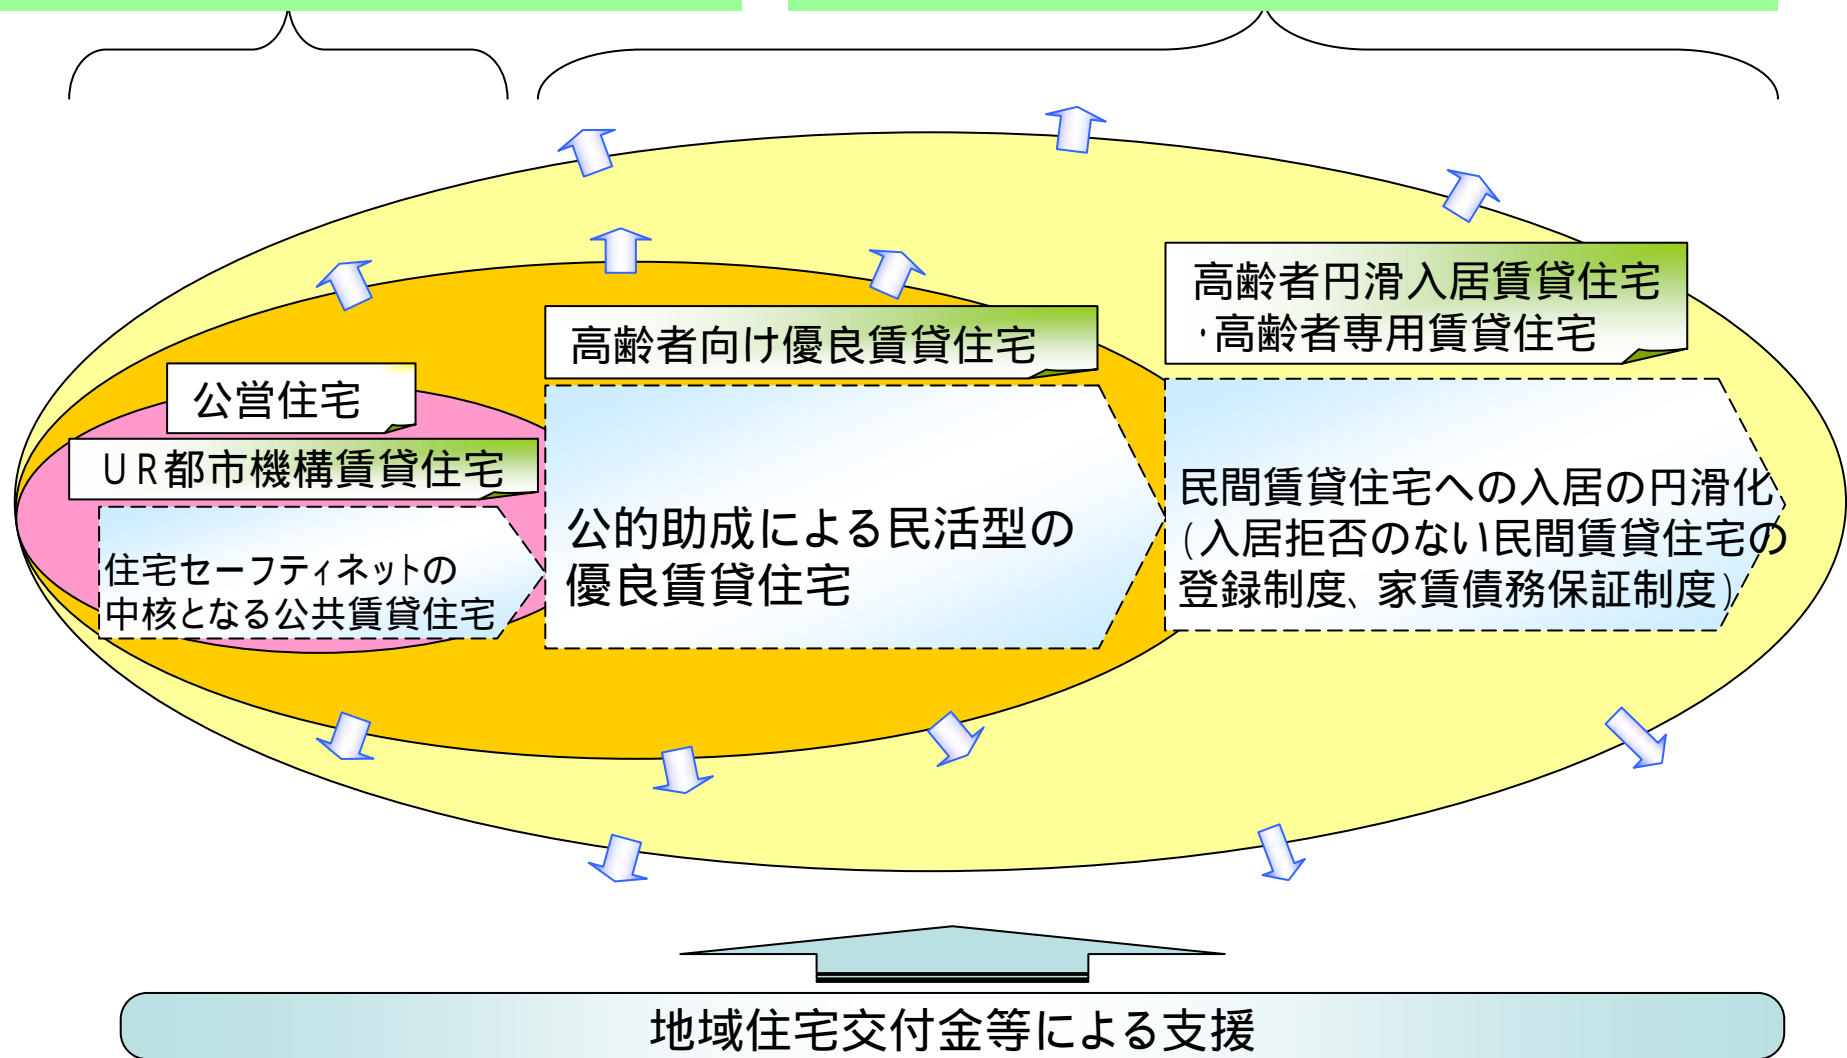 公営住宅
UR都市機構賃貸住宅
住宅セーフティネットの
中核となる公共賃貸住宅
高齢者向け優良賃貸住宅
公的助成による民活型の
優良賃貸住宅
高齢者円滑入居賃貸住宅
・高齢者専用賃貸住宅
民間賃貸住宅への入居の円滑化
(入居拒否のない民間賃貸住宅の
登録制度、家賃債務保証制度)
地域住宅交付金等による支援